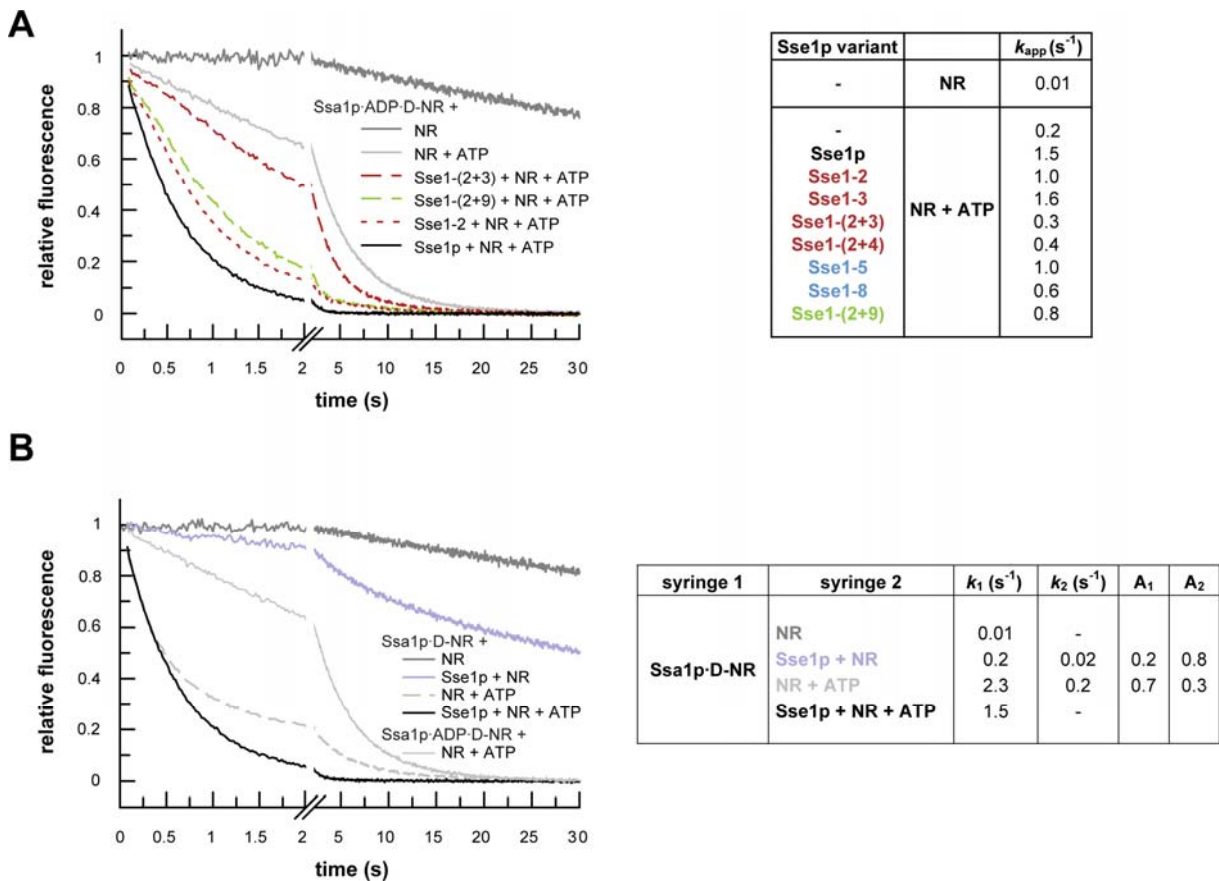 A
relative fluorescence
1
0.8
0.6
0.4
0.2
0
Ssa1p·ADP·D-NR +
NR
NR + ATP
Sse1-(2+3) + NR + ATP
Sse1-(2+9) + NR + ATP
Sse1-2 + NR + ATP
Sse1p + NR + ATP
0 0.5 1 1.5 2 5 10 15 20 25 30
time (s)
Sse1p variant kapp (s-1)
- NR 0.01
- 0.2
Sse1p 1.5
Sse1-2 1.0
Sse1-3 1.6
Sse1-(2+3) NR + ATP 0.3
Sse1-(2+4) 0.4
Sse1-5 1.0
Sse1-8 0.6
Sse1-(2+9) 0.8
B
relative fluorescence
1
0.8
0.6
0.4
0.2
0
Ssa1p·D-NR +
NR
Sse1p + NR
NR + ATP
Sse1p + NR + ATP
Ssa1p·ADP·D-NR +
NR + ATP
0 0.5 1 1.5 2 5 10 15 20 25 30
time (s)
syringe 1 syringe 2 k1 (s-1) k2 (s-1) A1 A2
NR 0.01 -
Ssa1p·D-NR Sse1p + NR 0.2 0.02 0.2 0.8
NR + ATP 2.3 0.2 0.7 0.3
Sse1p + NR + ATP 1.5 -